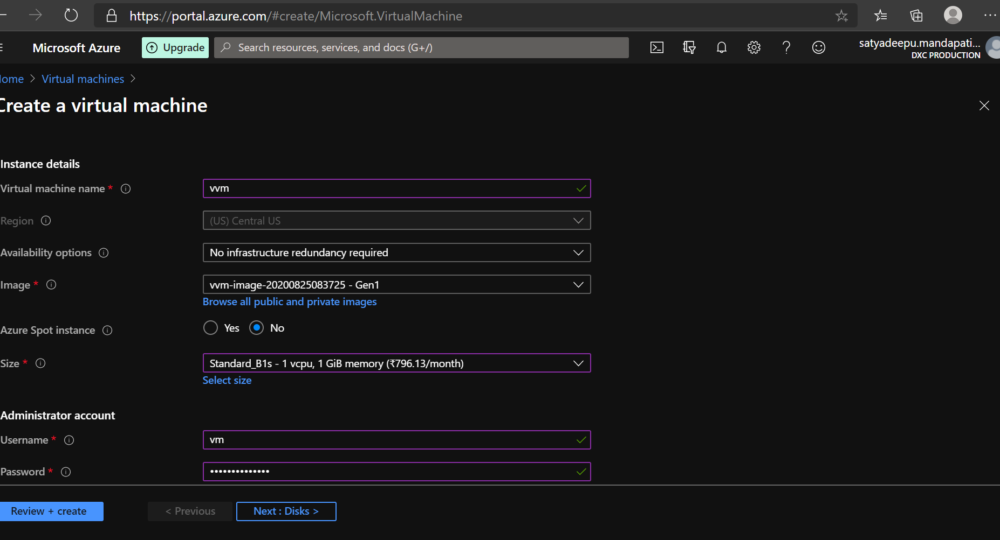 https://portal.azure.com/#create/Microsoft.VirtualMachine
Microsoft Azure
Upgrade
Search resources, services, and docs (G+/)
satyadeepu.mandapati...
DXC PRODUCTION
ome > Virtual machines >
Create a virtual machine
Instance details
Virtual machine name *
vvm
Region
(US) Central US
Availability options
No infrastructure redundancy required
Image *
vvm-image-20200825083725 - Gen1
Browse all public and private images
Azure Spot instance
Yes No
Size *
Standard_B1s - 1 vcpu, 1 GiB memory (₹796.13/month)
Select size
Administrator account
Username *
vm
Password *
••••••••••••••
Review + create
< Previous
Next : Disks >